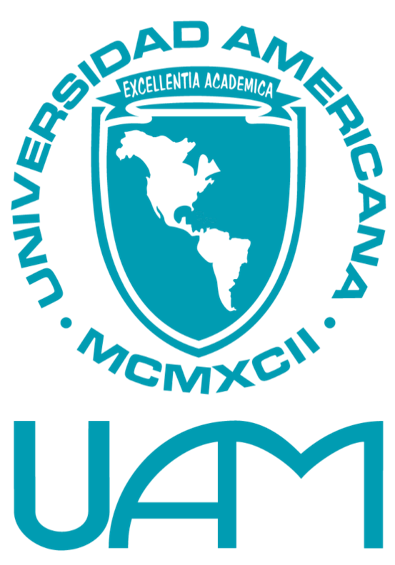 • UNIVERSIDAD AMERICANA •
EXCELLENTIA ACADEMICA
MCMXCII
UAM